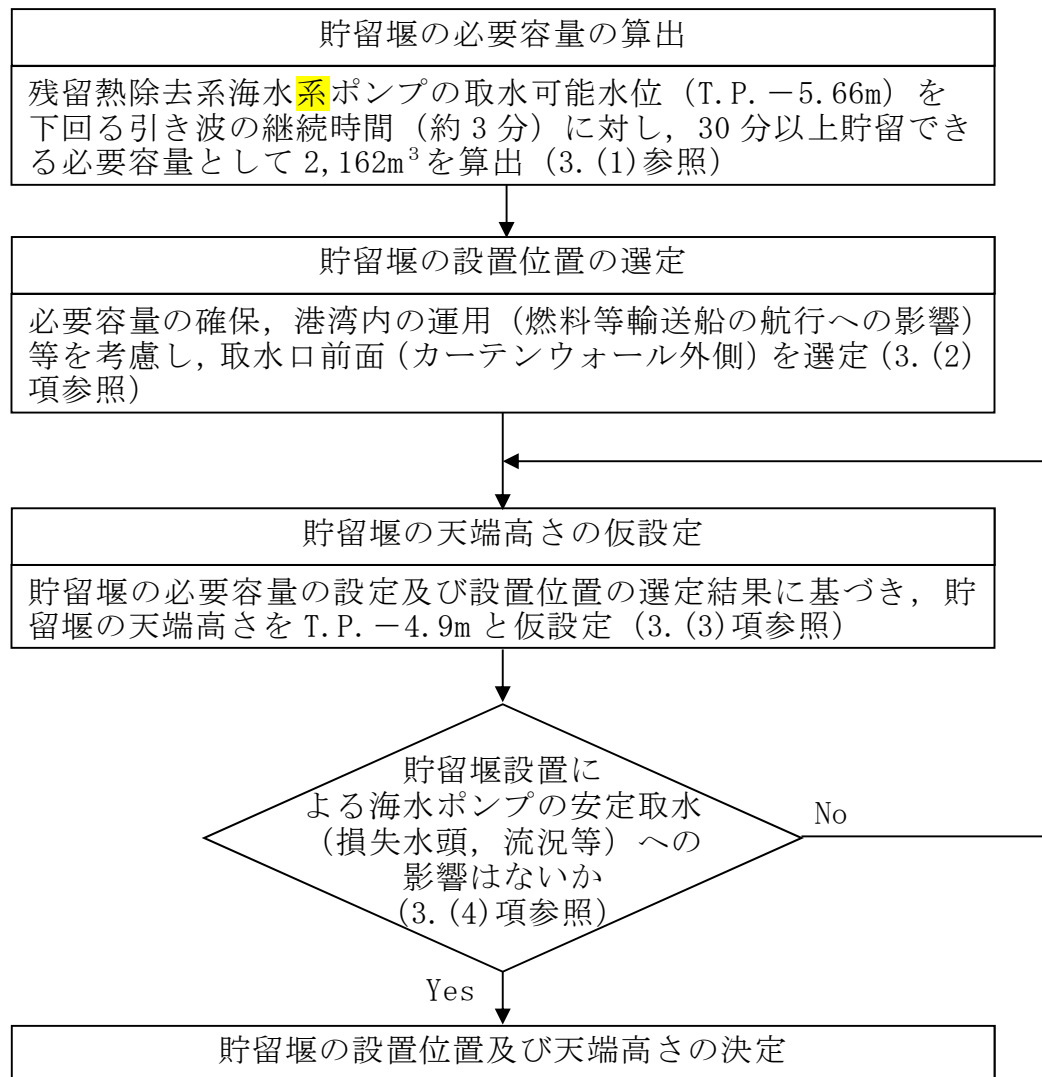 貯留堰の必要容量の算出
残留熱除去系海水系ポンプの取水可能水位（T.P.－5.66m）を
下回る引き波の継続時間（約3分）に対し，30分以上貯留でき
る必要容量として2,162m³を算出（3.(1)参照）
貯留堰の設置位置の選定
必要容量の確保，港湾内の運用（燃料等輸送船の航行への影響）
等を考慮し，取水口前面（カーテンウォール外側）を選定（3.(2)
項参照）
貯留堰の天端高さの仮設定
貯留堰の必要容量の設定及び設置位置の選定結果に基づき，貯
留堰の天端高さをT.P.－4.9mと仮設定（3.(3)項参照）
貯留堰設置に
よる海水ポンプの安定取水
（損失水頭，流況等）への
影響はないか
(3.(4)項参照)
No
Yes
貯留堰の設置位置及び天端高さの決定